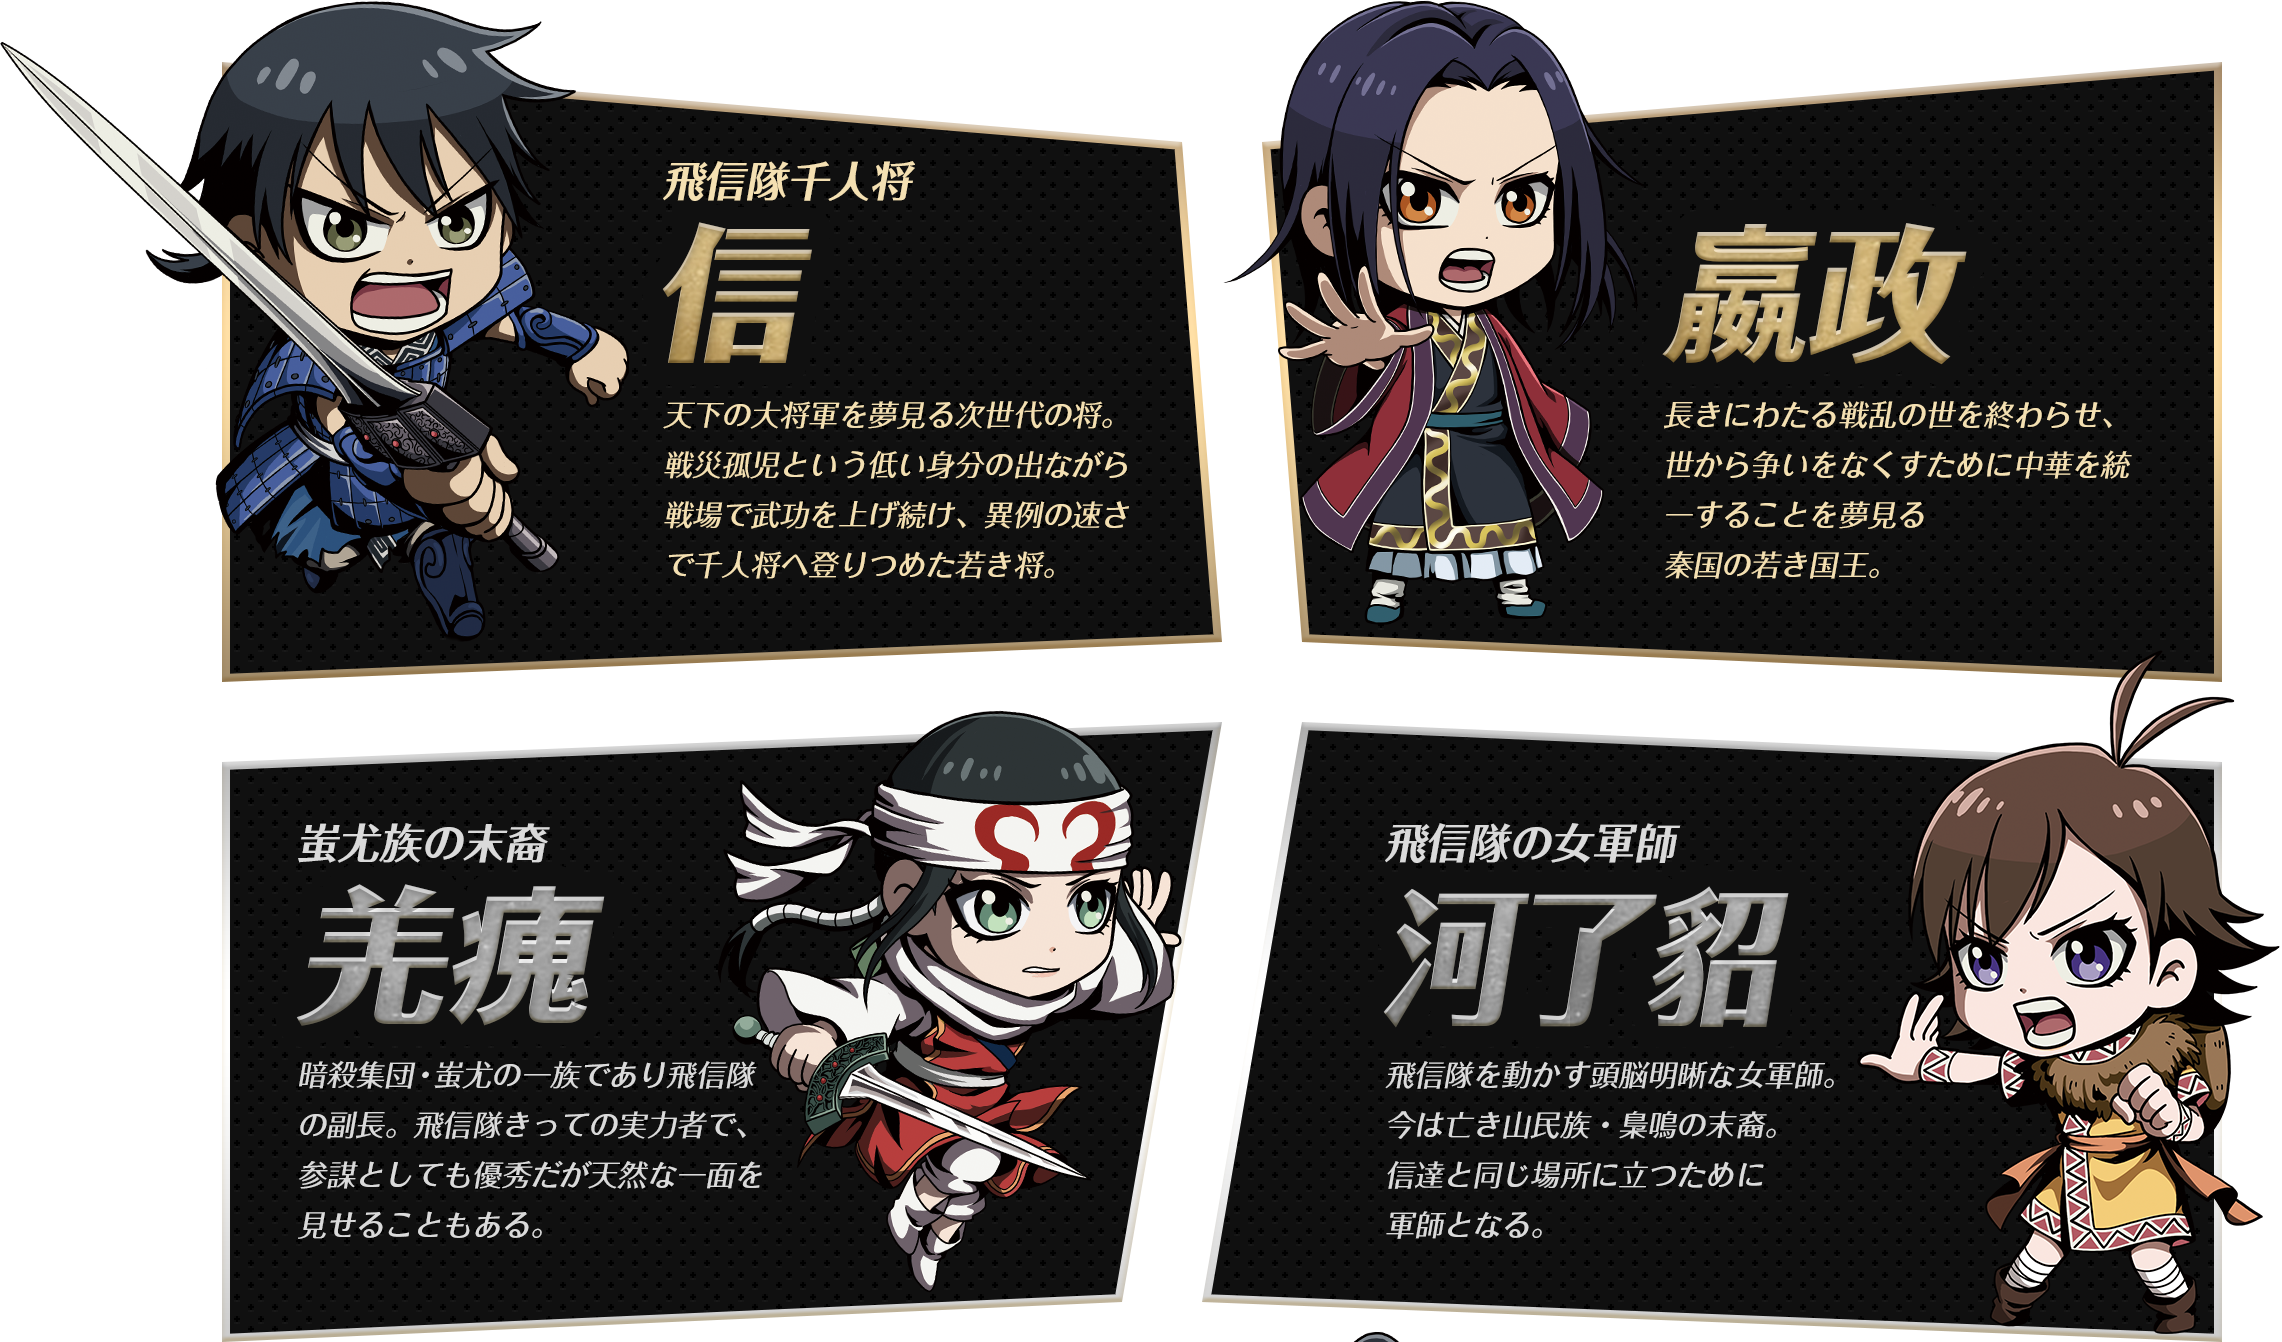 飛信隊千人将
信
天下の大将軍を夢見る次世代の将。
戦災孤児という低い身分の出ながら
戦場で武功を上げ続け、異例の速さ
で千人将へ登りつめた若き将。
嬴政
長きにわたる戦乱の世を終わらせ、
世から争いをなくすために中華を統
一することを夢見る
秦国の若き国王。
蚩尤族の末裔
羌瘣
暗殺集団・蚩尤の一族であり飛信隊
の副長。飛信隊きっての実力者で、
参謀としても優秀だが天然な一面を
見せることもある。
飛信隊の女軍師
河了貂
飛信隊を動かす頭脳明晰な女軍師。
今は亡き山民族・梟鳴の末裔。
信達と同じ場所に立つために
軍師となる。